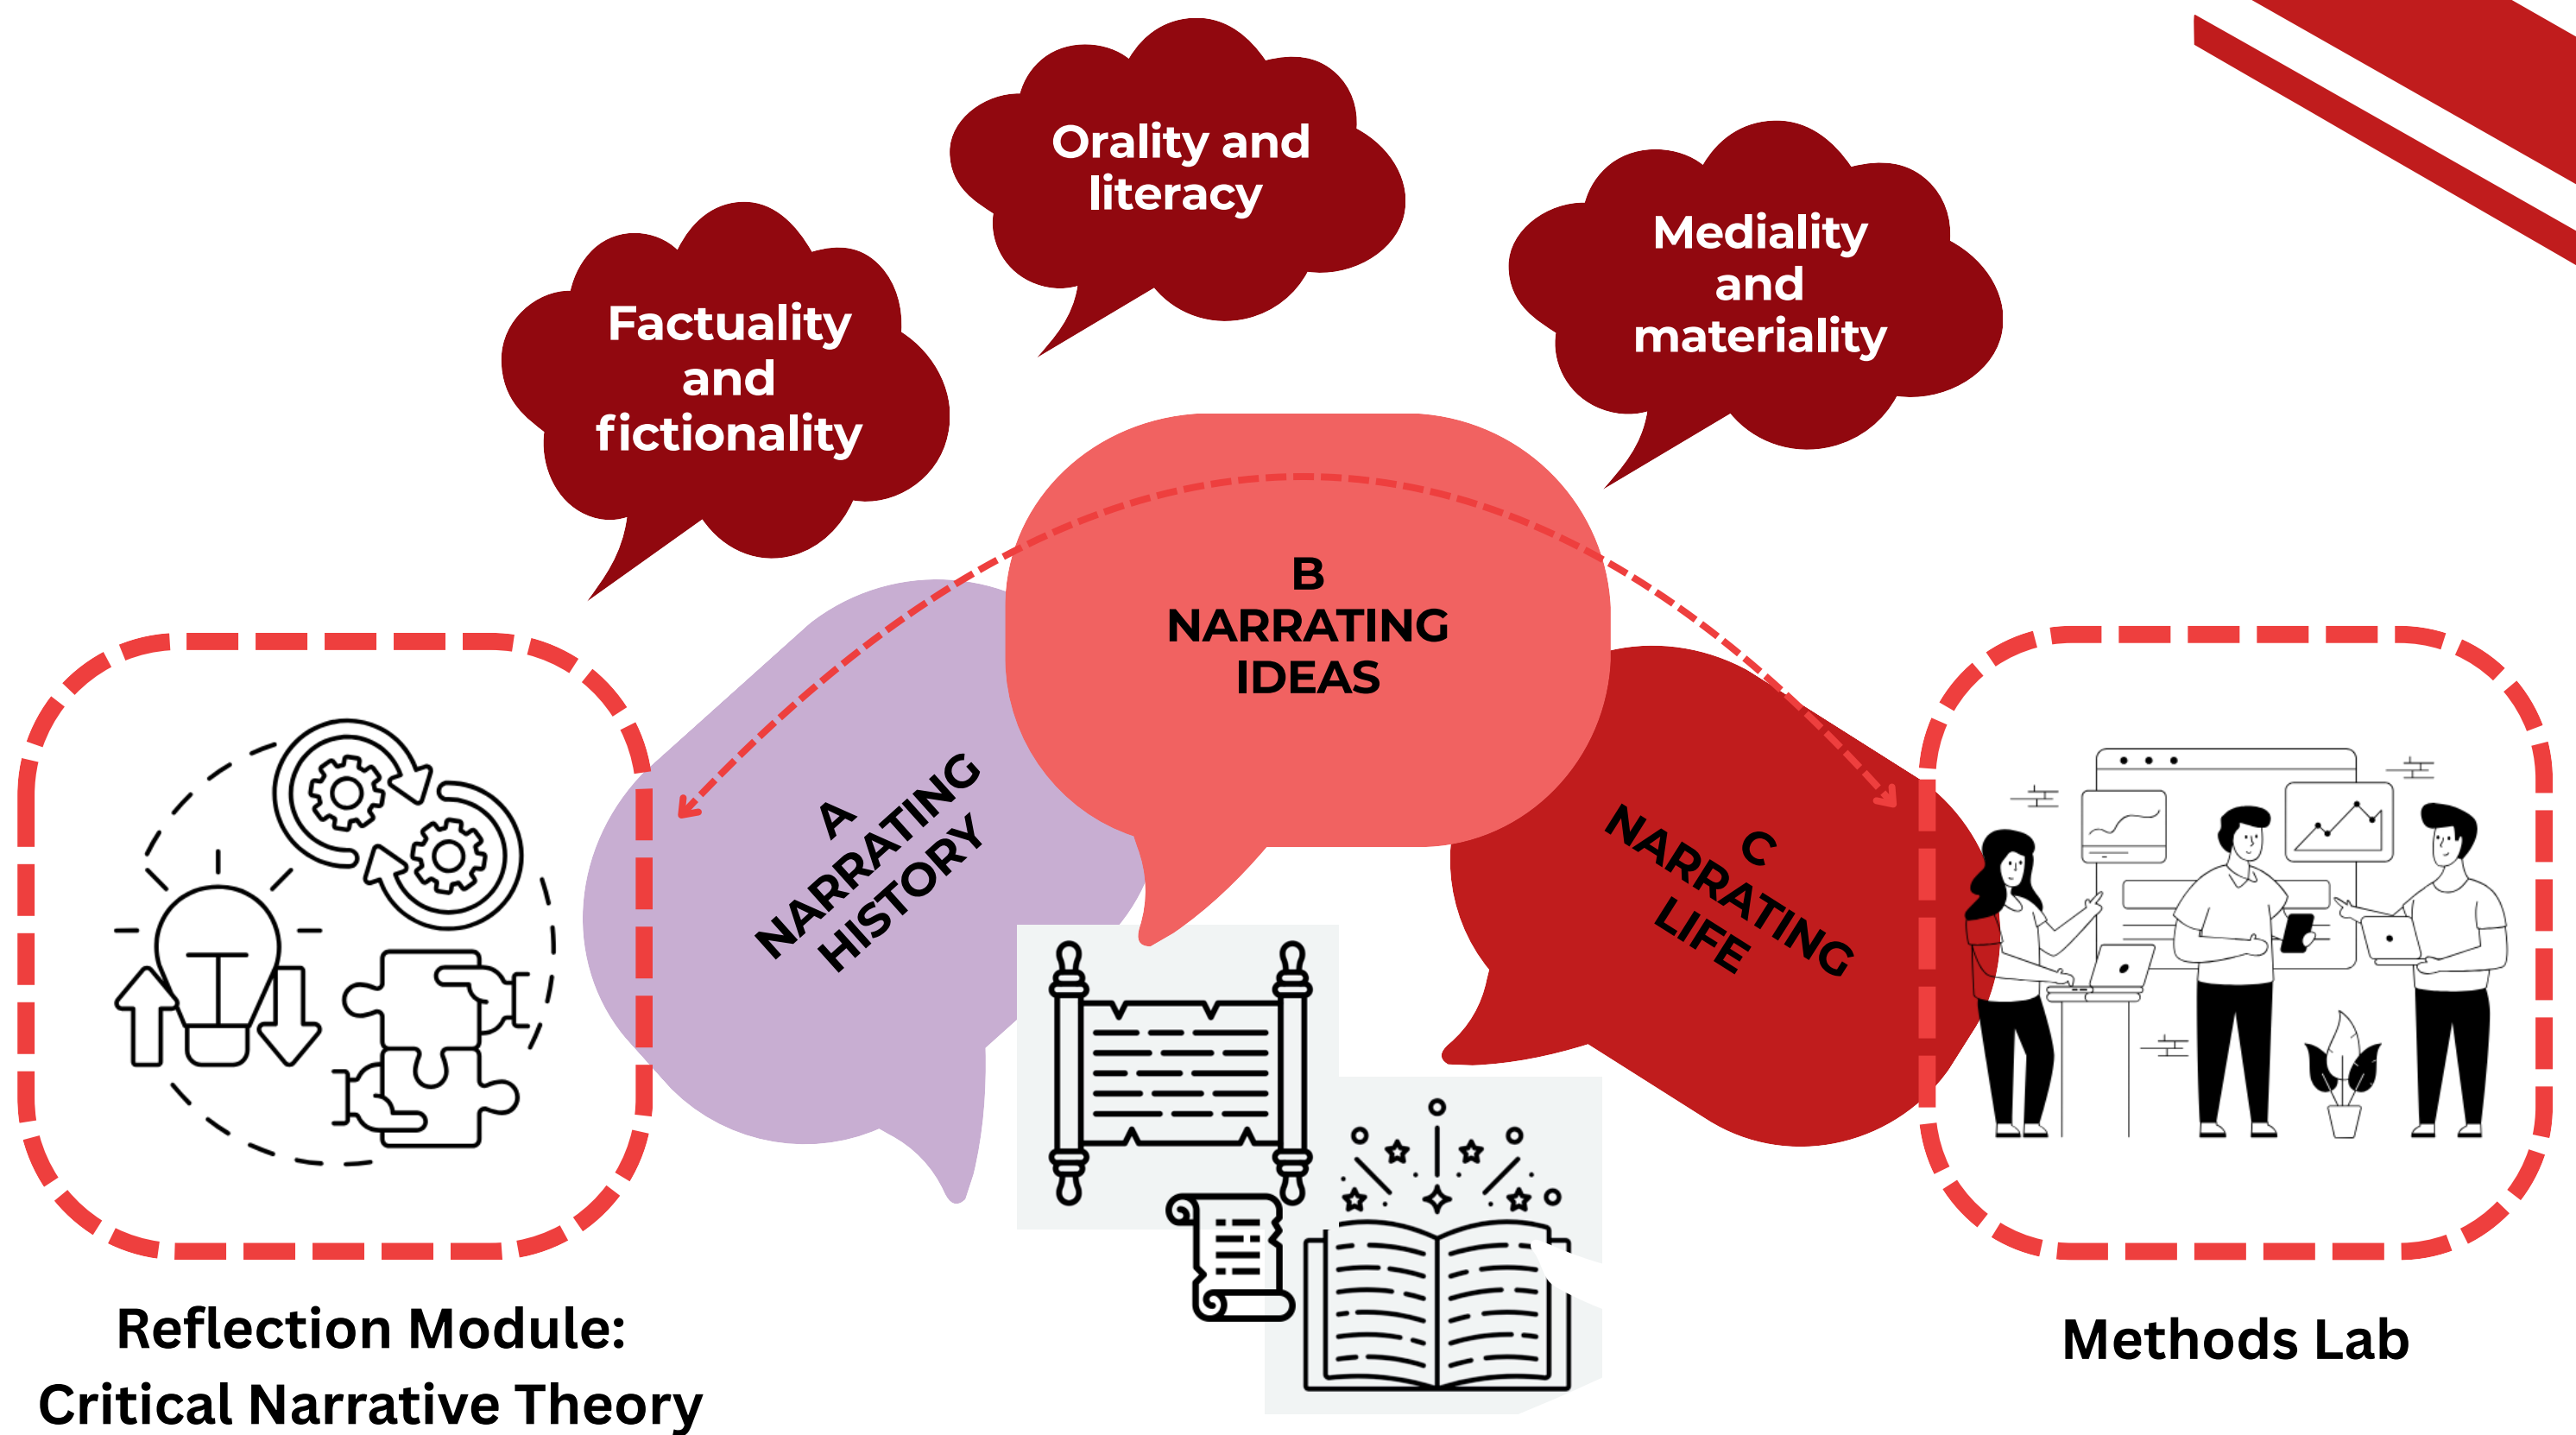 Orality and
literacy
Mediality
and
materiality
Factuality
and
fictionality
B
NARRATING
IDEAS
A
NARRATING
HISTORY
C
NARRATING
LIFE
Reflection Module:
Critical Narrative Theory
Methods Lab